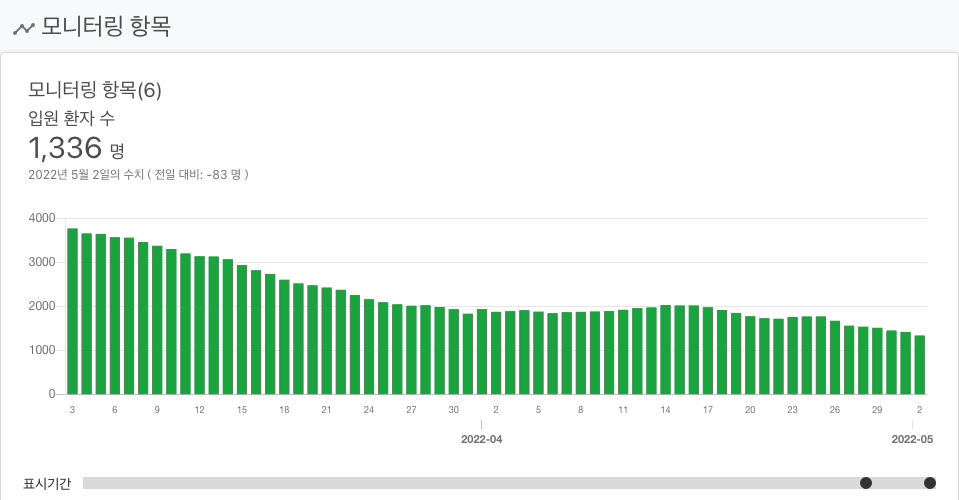 모니터링 항목
모니터링 항목(6)
입원 환자 수
1,336 명
2022년 5월 2일의 수치 ( 전일 대비: -83 명 )
4000
3000
2000
1000
0
3 6 9 12 15 18 21 24 27 30 2 5 8 11 14 17 20 23 26 29 2
2022-04 2022-05
표시기간